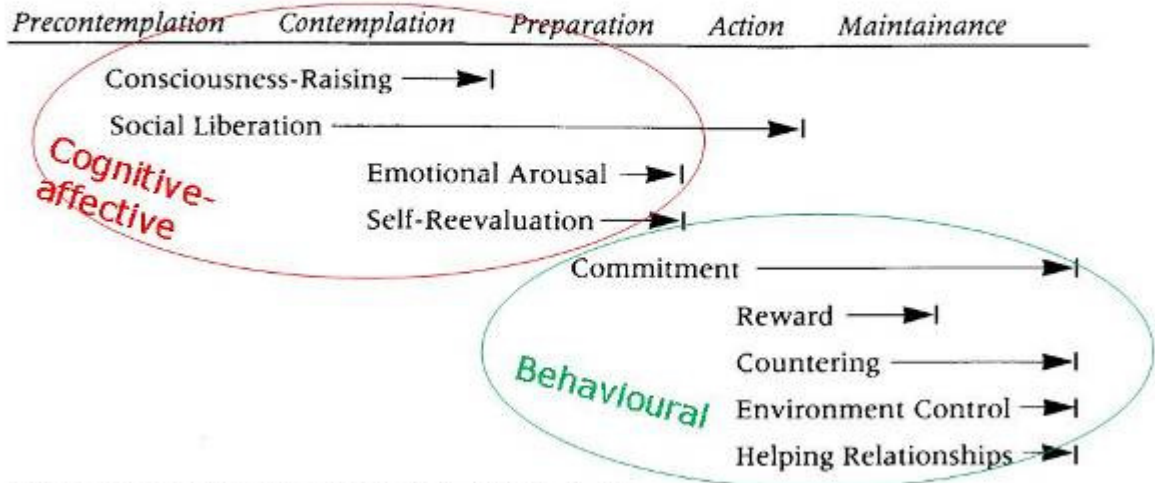 Precontemplation Contemplation Preparation Action Maintainance
Consciousness-Raising
Social Liberation
Cognitive-
affective
Emotional Arousal
Self-Reevaluation
Commitment
Reward
Countering
Behavioural
Environment Control
Helping Relationships